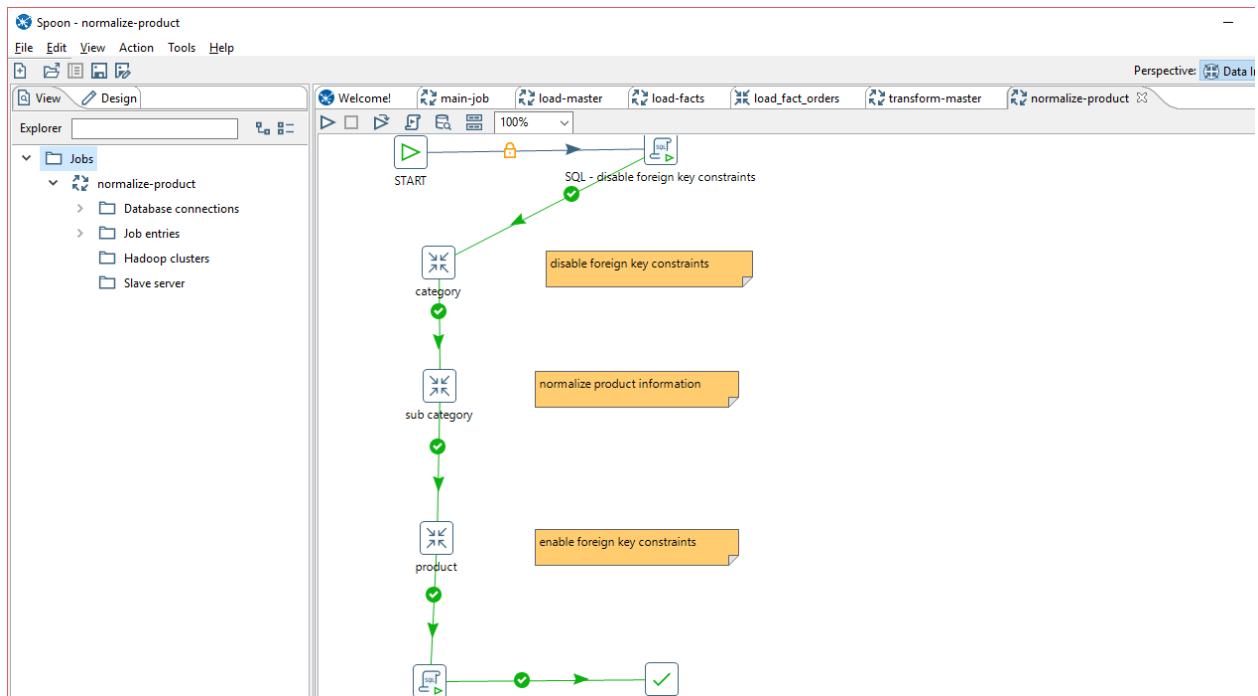 Spoon - normalize-product
File Edit View Action Tools Help
Perspective: Data In
View Design
Welcome! main-job load-master load-facts load_fact_orders transform-master normalize-product
Explorer
100%
Jobs
normalize-product
Database connections
Job entries
Hadoop clusters
Slave server
SQL
START
SQL - disable foreign key constraints
disable foreign key constraints
category
normalize product information
sub category
enable foreign key constraints
product
SQL